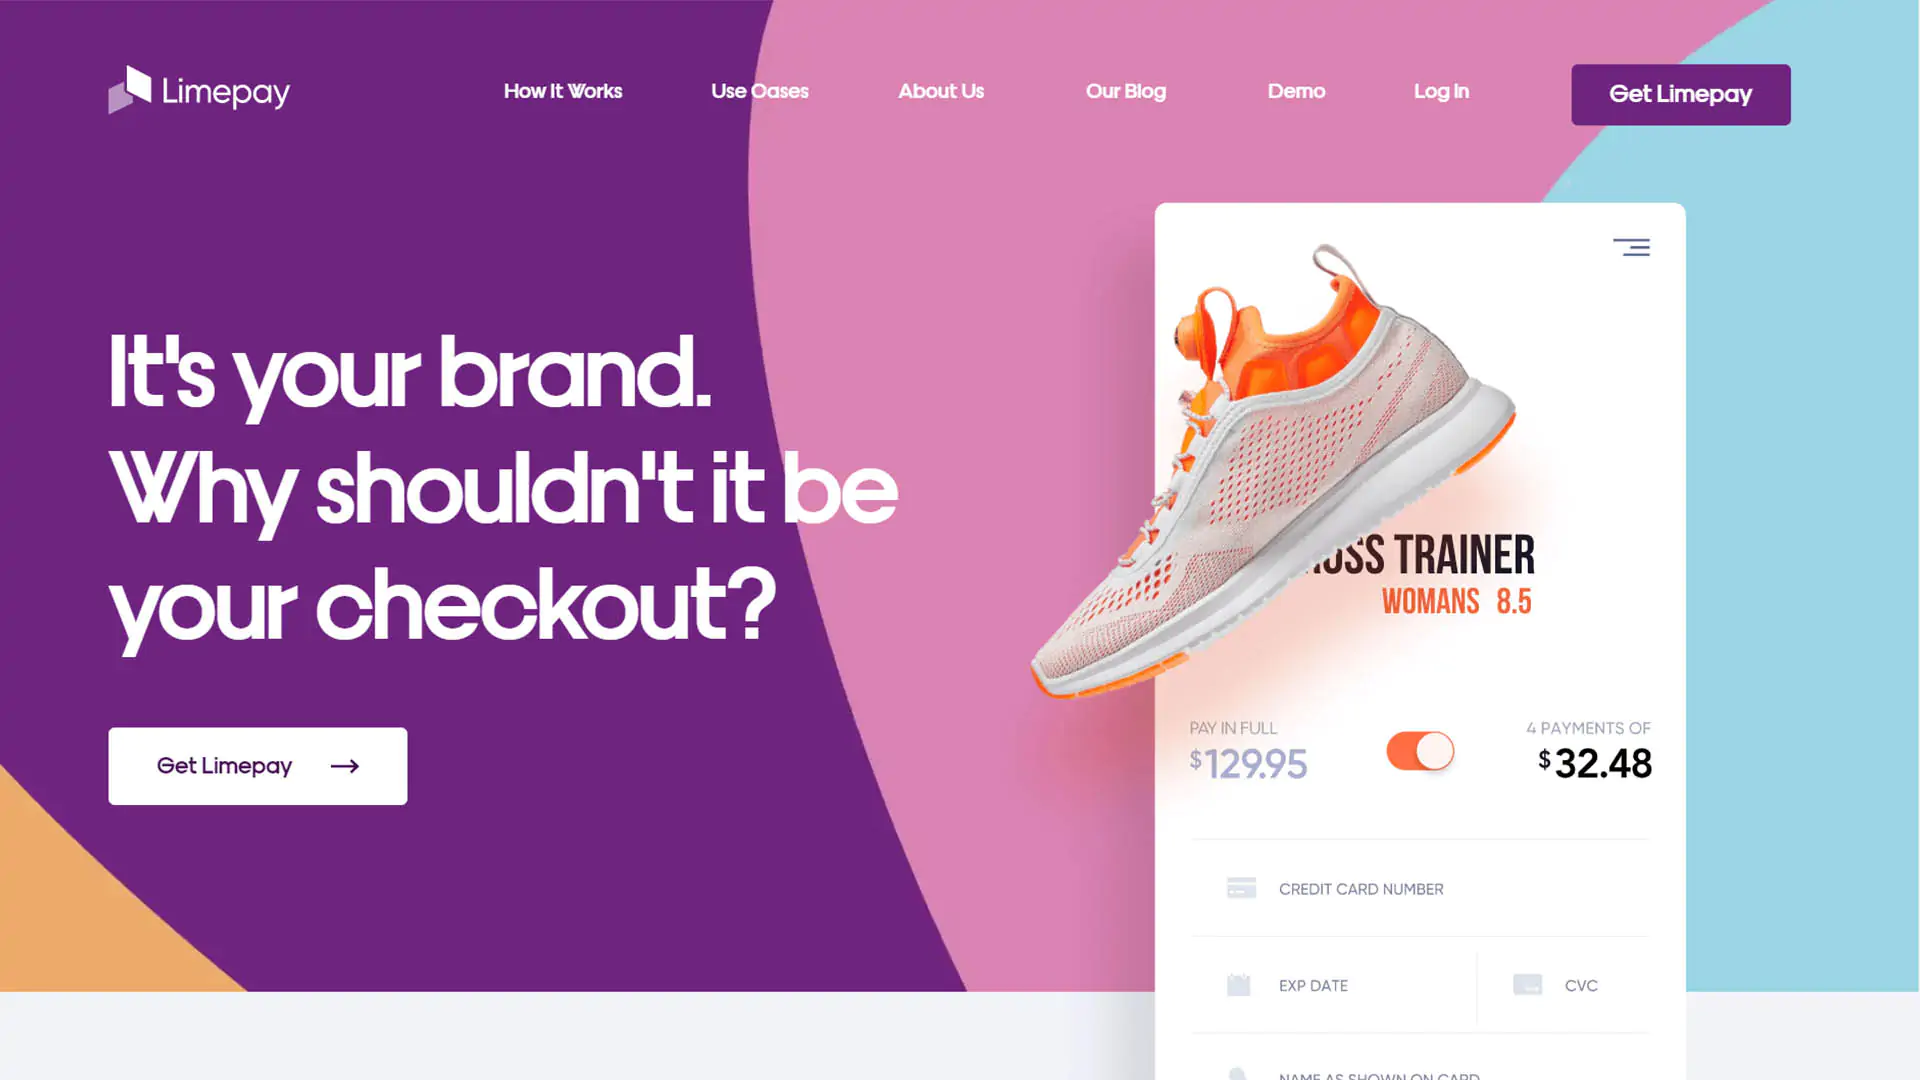 Limepay
How It Works
Use Cases
About Us
Our Blog
Demo
Log In
Get Limepay
It's your brand.
Why shouldn't it be
your checkout?
Get Limepay
TRAINER
WOMANS 8.5
PAY IN FULL
$129.95
4 PAYMENTS OF
$32.48
CREDIT CARD NUMBER
EXP DATE
CVC
NAME AS SHOWN ON CARD